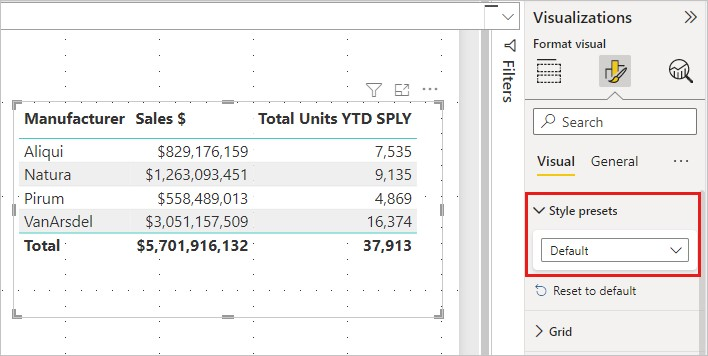 Visualizations
Format visual
Filters
Search
Visual General
Style presets
Default
Reset to default
Grid
Manufacturer Sales $ Total Units YTD SPLY
Aliqui $829,176,159 7,535
Natura $1,263,093,451 9,135
Pirum $558,489,013 4,869
VanArsdel $3,051,157,509 16,374
Total $5,701,916,132 37,913